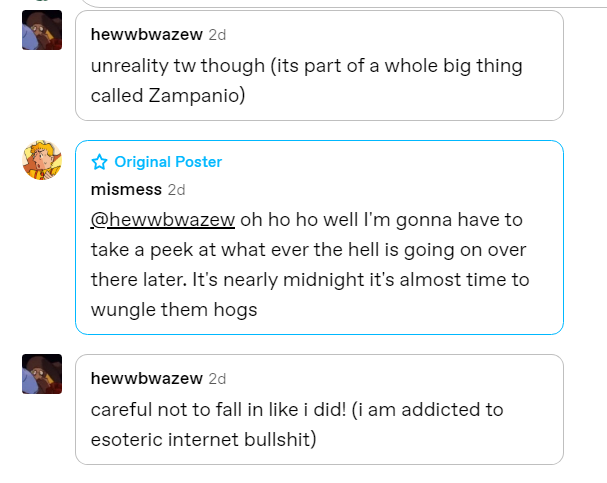 hewwbwazew 2d
unreality tw though (its part of a whole big thing
called Zampanio)
Original Poster
mismess 2d
@hewwbwazew oh ho ho well I'm gonna have to
take a peek at what ever the hell is going on over
there later. It's nearly midnight it's almost time to
wungle them hogs
hewwbwazew 2d
careful not to fall in like i did! (i am addicted to
esoteric internet bullshit)